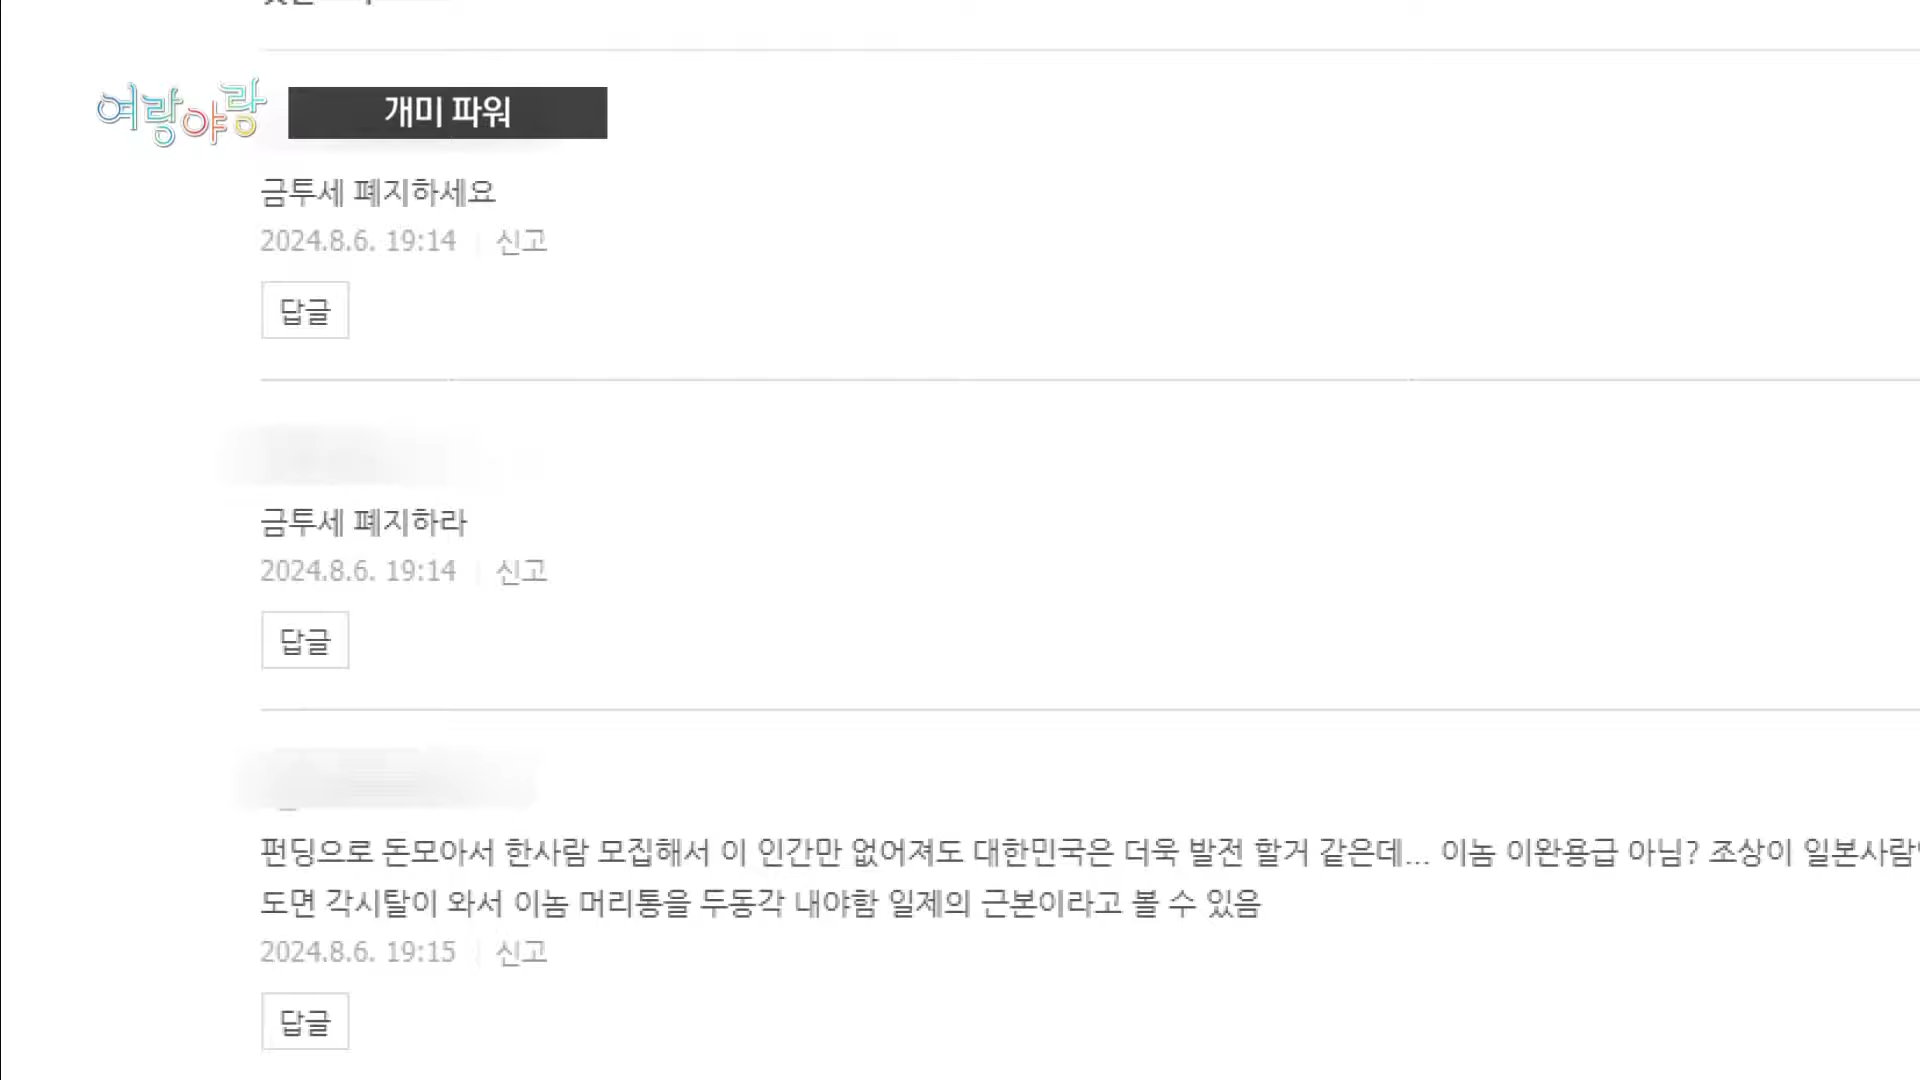 여랑야랑
개미 파워
금투세 폐지하세요
2024.8.6. 19:14 신고
답글
금투세 폐지하라
2024.8.6. 19:14 신고
답글
펀딩으로 돈모아서 한사람 모집해서 이 인간만 없어져도 대한민국은 더욱 발전 할거 같은데... 이놈 이완용급 아님? 조상이 일본사람
도면 각시탈이 와서 이놈 머리통을 두동각 내야함 일제의 근본이라고 볼 수 있음
2024.8.6. 19:15 신고
답글